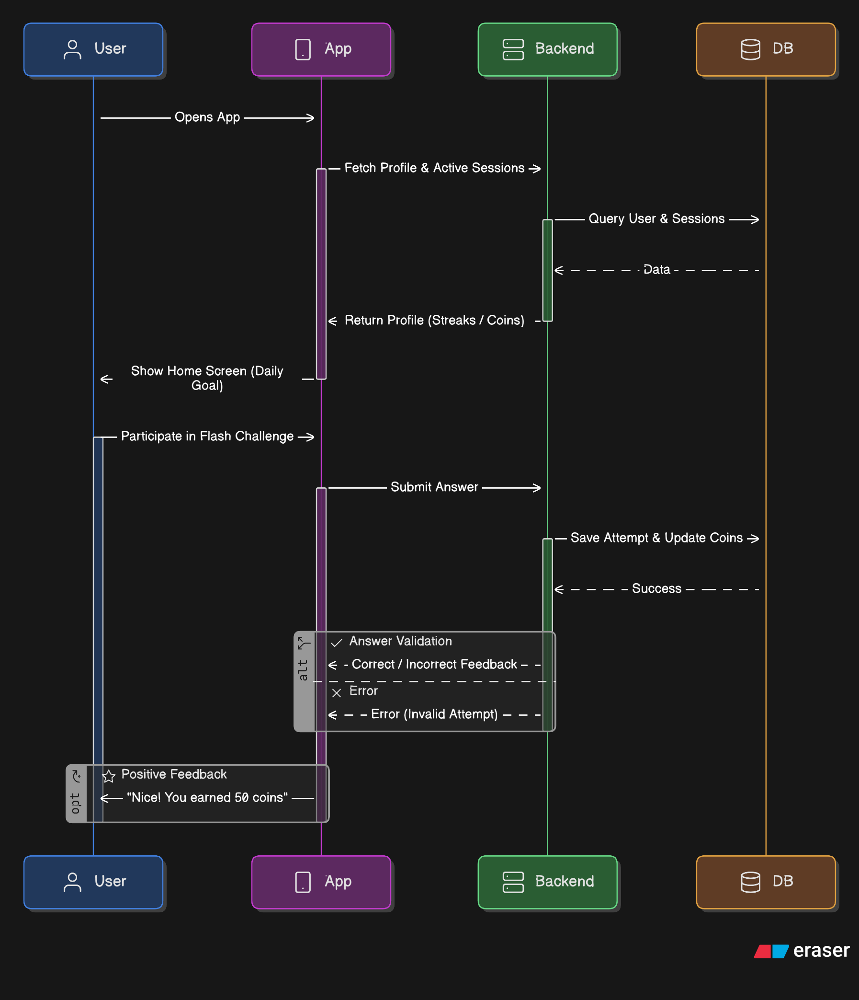 User
App
Backend
DB
Opens App
Fetch Profile & Active Sessions
Query User & Sessions
Data
Return Profile (Streaks / Coins)
Show Home Screen (Daily
Goal)
Participate in Flash Challenge
Submit Answer
Save Attempt & Update Coins
Success
alt
Answer Validation
Correct / Incorrect Feedback
Error
Error (Invalid Attempt)
opt
Positive Feedback
"Nice! You earned 50 coins"
User
App
Backend
DB
eraser